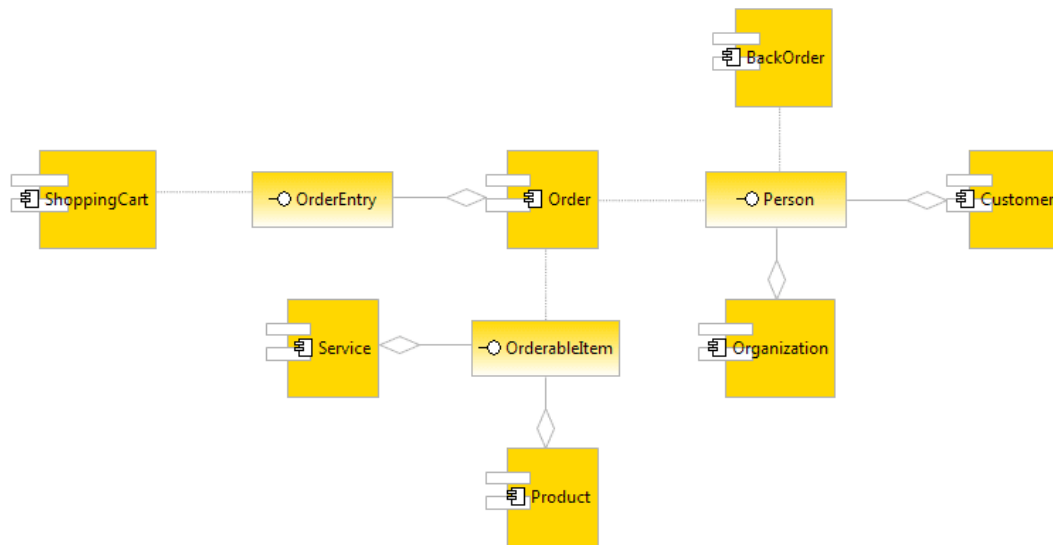 BackOrder
ShoppingCart
OrderEntry
Order
Person
Customer
Service
OrderableItem
Organization
Product